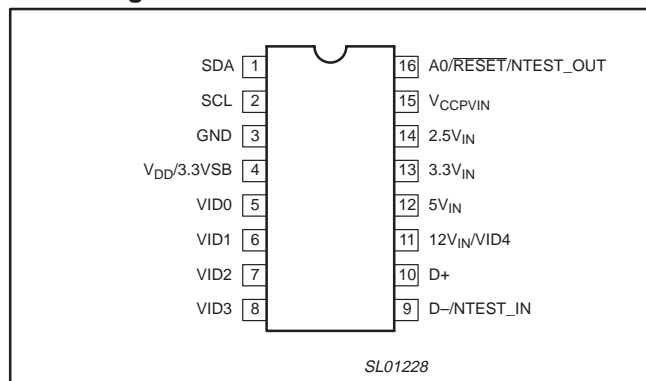 SDA 1 16 A0/RESET/NTEST_OUT
SCL 2 15 VCCPVIN
GND 3 14 2.5VIN
VDD/3.3VSB 4 13 3.3VIN
VID0 5 12 5VIN
VID1 6 11 12VIN/VID4
VID2 7 10 D+
VID3 8 9 D–/NTEST_IN
SL01228